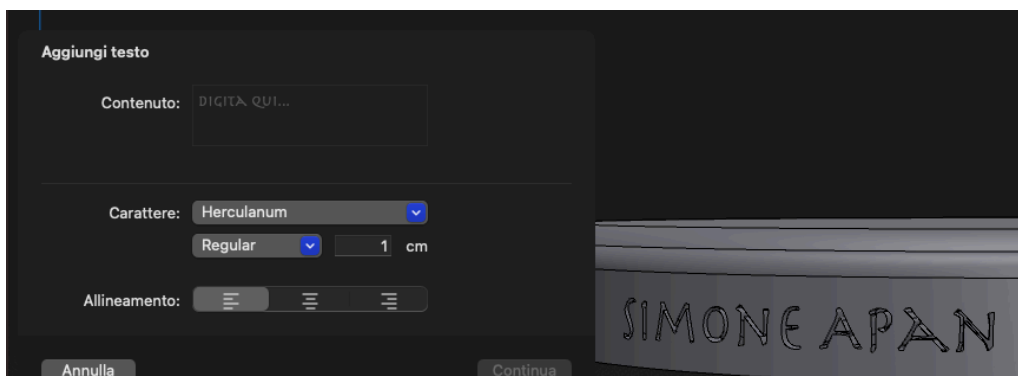 Aggiungi testo
Contenuto: DIGITA QUI...
Carattere: Herculanum
Regular 1 cm
Allineamento:
SIMONE APAN
Annulla Continua